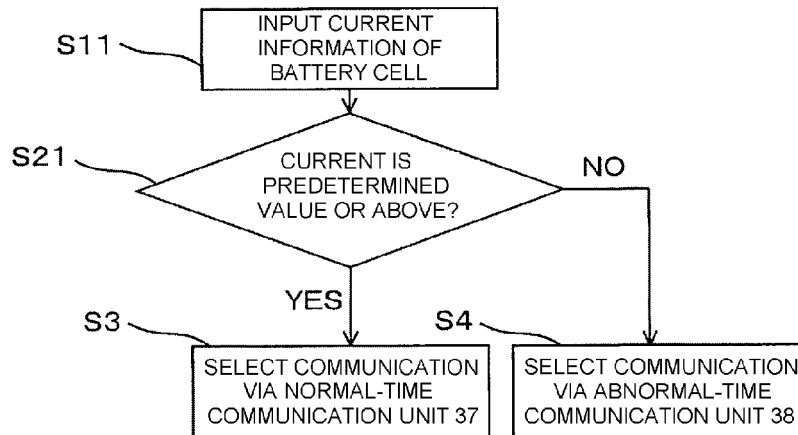 S11
INPUT CURRENT
INFORMATION OF
BATTERY CELL
S21
CURRENT IS
PREDETERMINED
VALUE OR ABOVE?
NO
YES
S3
SELECT COMMUNICATION
VIA NORMAL-TIME
COMMUNICATION UNIT 37
S4
SELECT COMMUNICATION
VIA ABNORMAL-TIME
COMMUNICATION UNIT 38